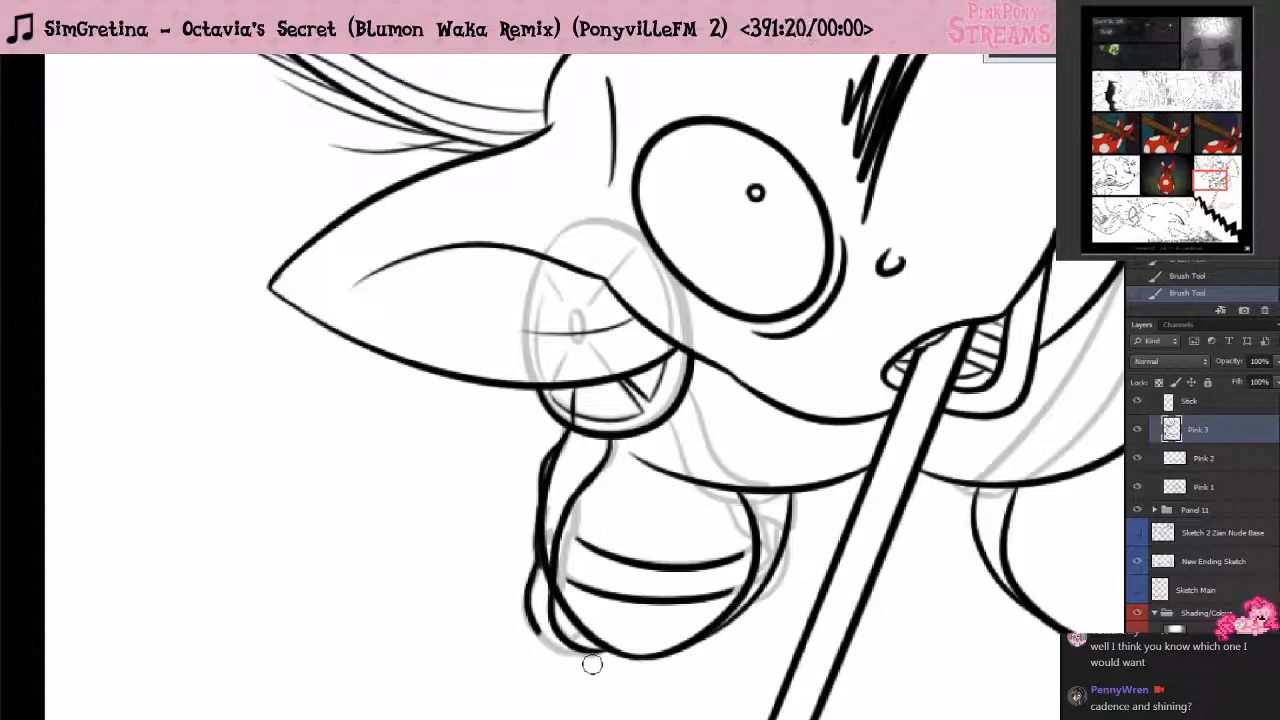 SimGretina - Octavia's Secret (Blumon Waka Remix) (PonyvilleFM 2) <391:20/00:00>
PinkPony
Streams
Brush Tool
Brush Tool
Layers Channels
Kind
Normal Opacity: 100%
Lock: Fill: 100%
Stick
Pink 3
Pink 2
Pink 1
Panel 11
Sketch 2 Zian Nude Base
New Ending Sketch
Sketch Main
Shading/Colou
well I think you know which one I
would want
PennyWren
cadence and shining?